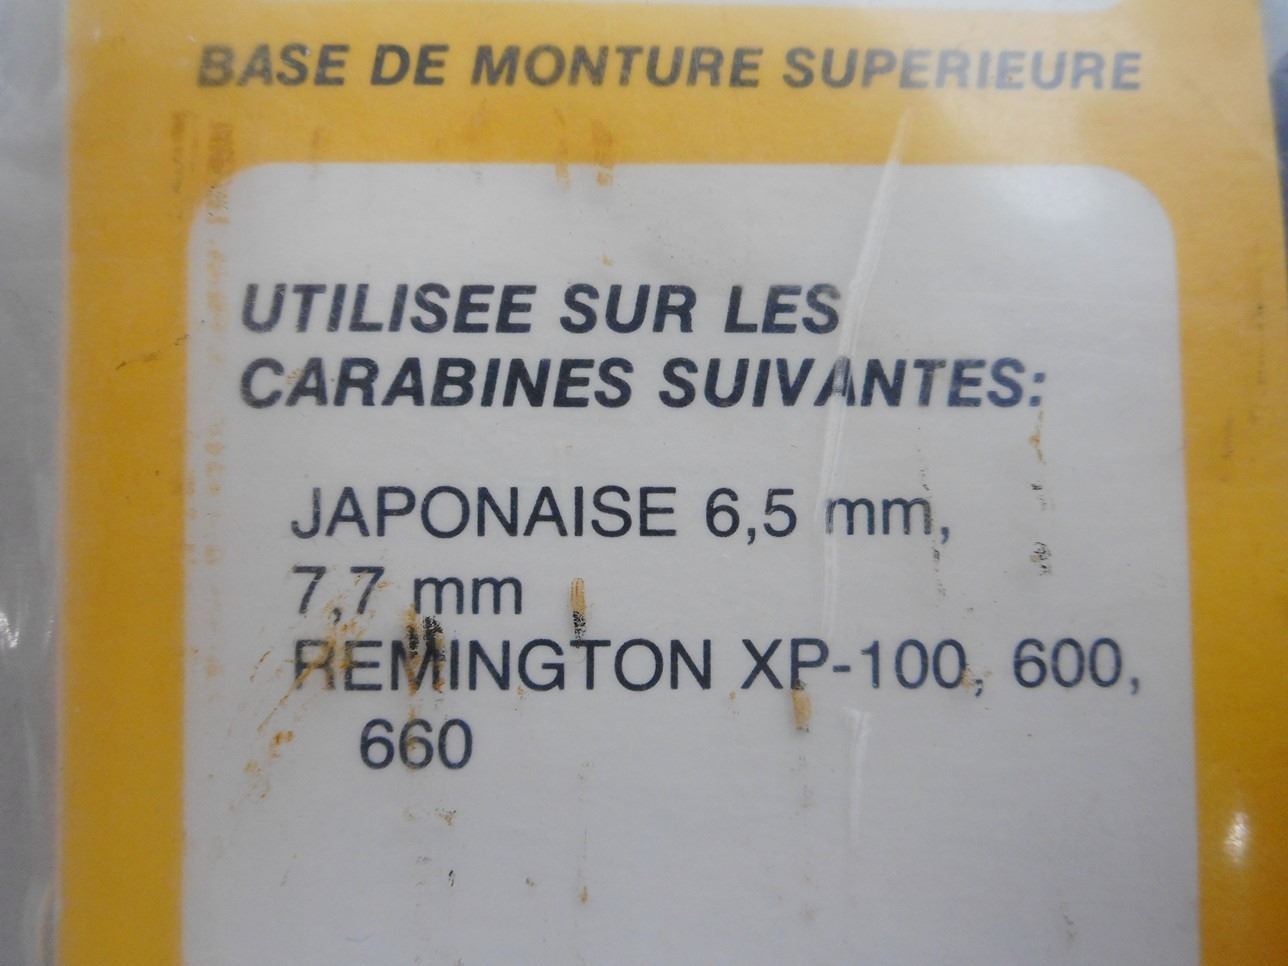 BASE DE MONTURE SUPERIEURE
UTILISEE SUR LES
CARABINES SUIVANTES:
JAPONAISE 6,5 mm,
7,7 mm
REMINGTON XP-100, 600,
660